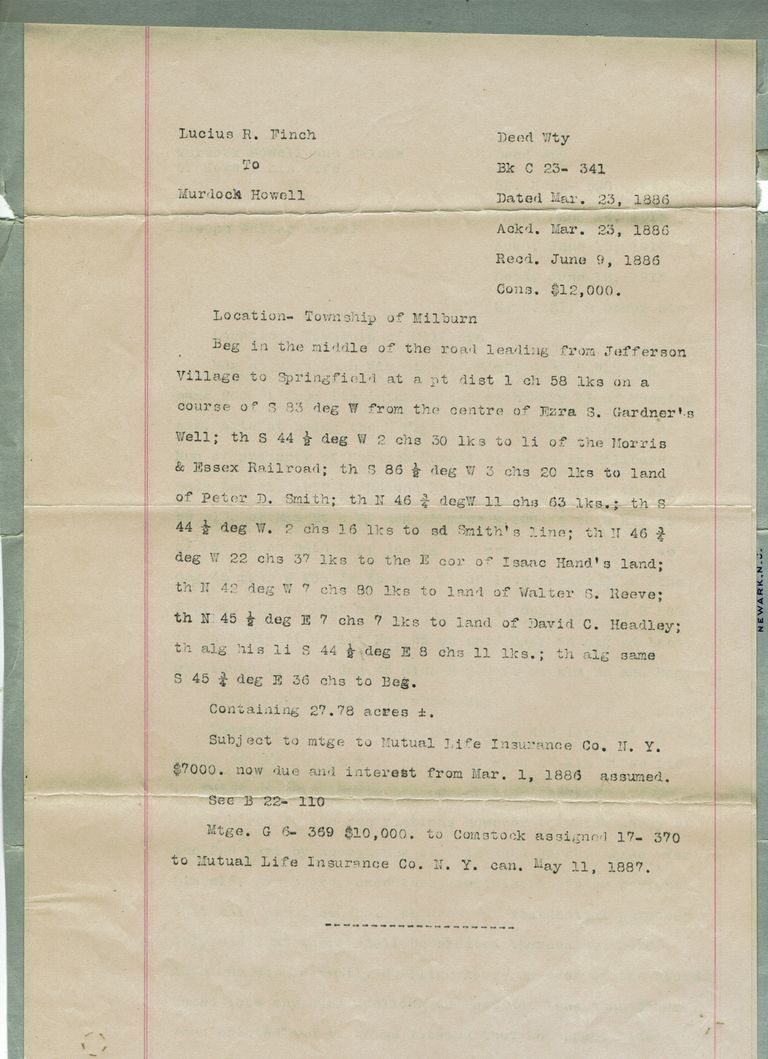 Lucius R. Finch Deed Wty
To Bk C 23- 341
Murdock Howell Dated Mar. 23, 1886
Ackd. Mar. 23, 1886
Recd. June 9, 1886
Cons. $12,000.
Location- Township of Milburn
Beg in the middle of the road leading from Jefferson
Village to Springfield at a pt dist 1 ch 58 lks on a
course of S 83 deg W from the centre of Ezra S. Gardner's
Well; th S 44 ½ deg W 2 chs 30 lks to li of the Morris
& Essex Railroad; th S 86 ½ deg W 3 chs 20 lks to land
of Peter D. Smith; th N 46 ¾ degW 11 chs 63 lks.; th S
44 ½ deg W. 2 chs 16 lks to sd Smith's line; th N 46 ¾
deg W 22 chs 37 lks to the E cor of Isaac Hand's land;
th N 42 deg W 7 chs 80 lks to land of Walter S. Reeve;
th N 45 ½ deg E 7 chs 7 lks to land of David C. Headley;
th alg his li S 44 ½ deg E 8 chs 11 lks.; th alg same
S 45 ¾ deg E 36 chs to Beg.
Containing 27.78 acres ±.
Subject to mtge to Mutual Life Insurance Co. N. Y.
$7000. now due and interest from Mar. 1, 1886 assumed.
See B 22- 110
Mtge. G 6- 369 $10,000. to Comstock assigned 17- 370
to Mutual Life Insurance Co. N. Y. can. May 11, 1887.
--------------------
NEWARK, N.J.